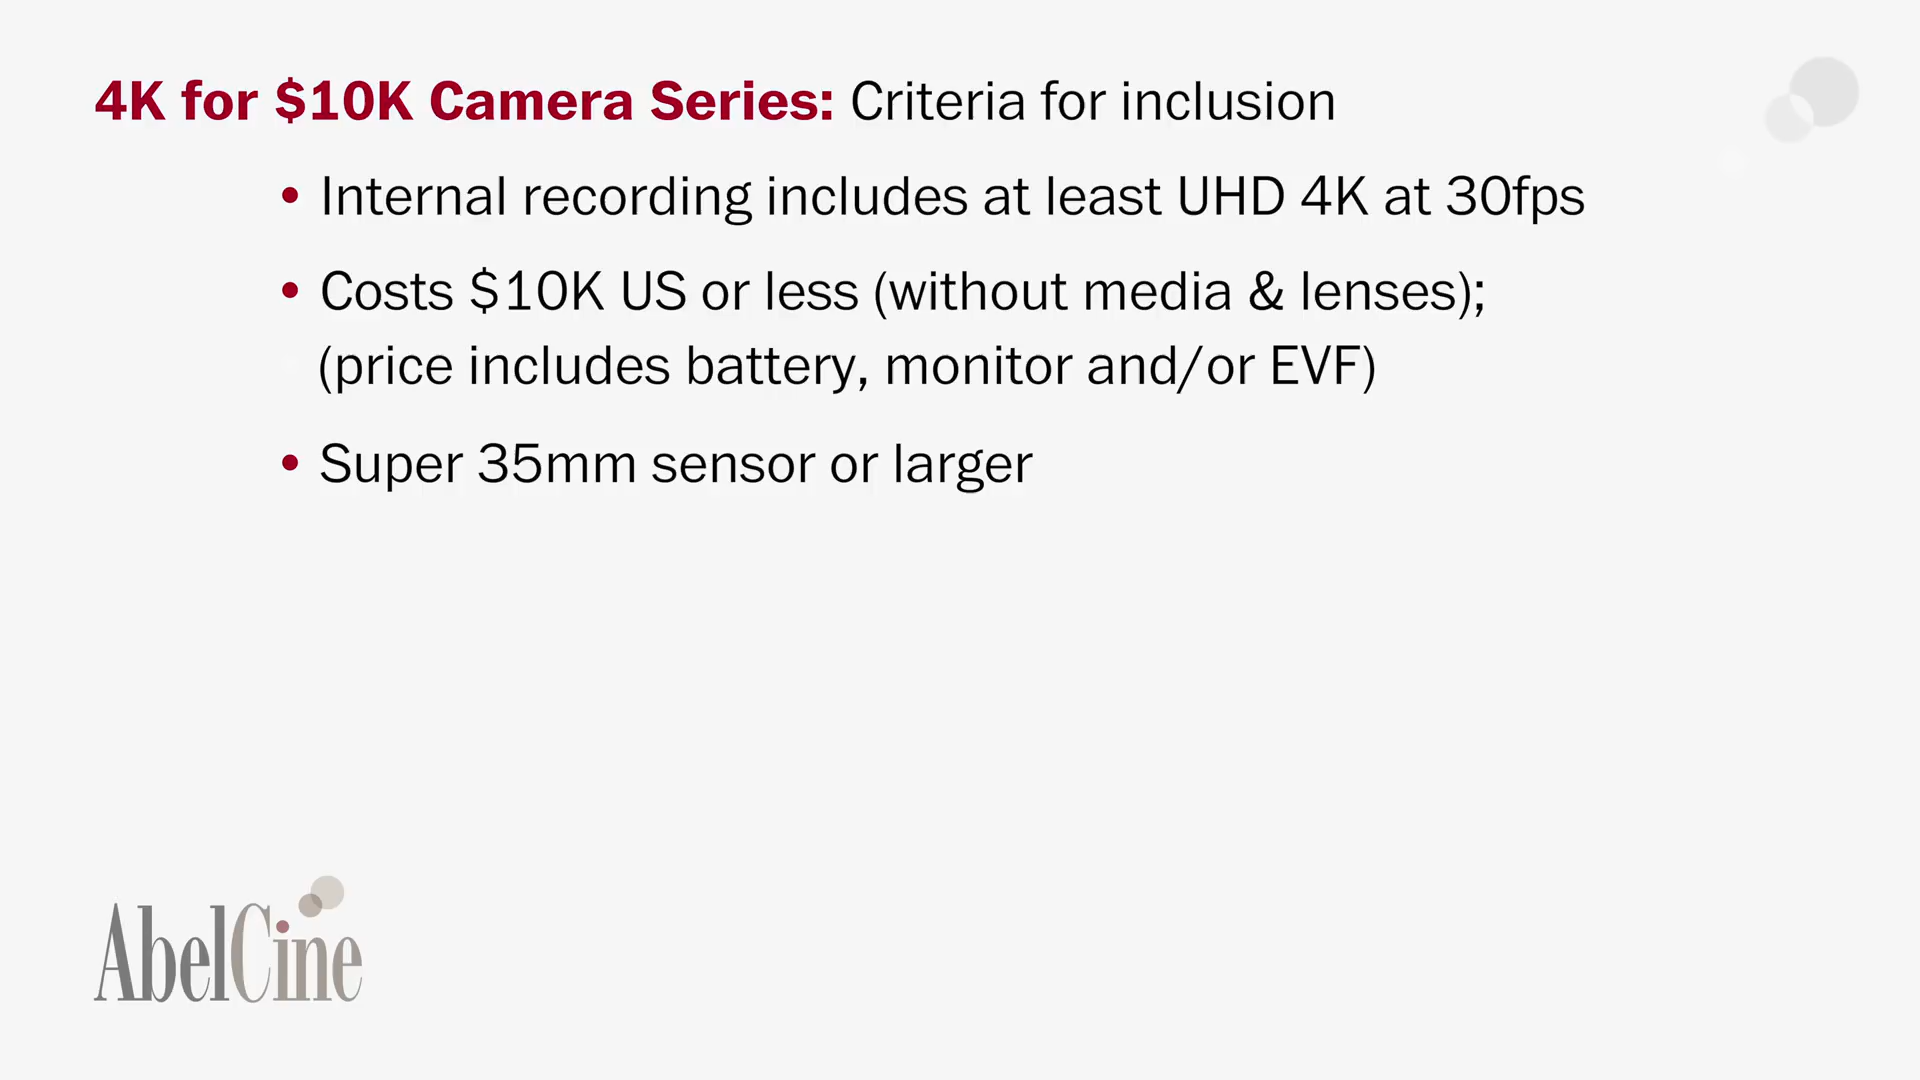 4K for $10K Camera Series: Criteria for inclusion
• Internal recording includes at least UHD 4K at 30fps
• Costs $10K US or less (without media & lenses);
(price includes battery, monitor and/or EVF)
• Super 35mm sensor or larger
AbelCine